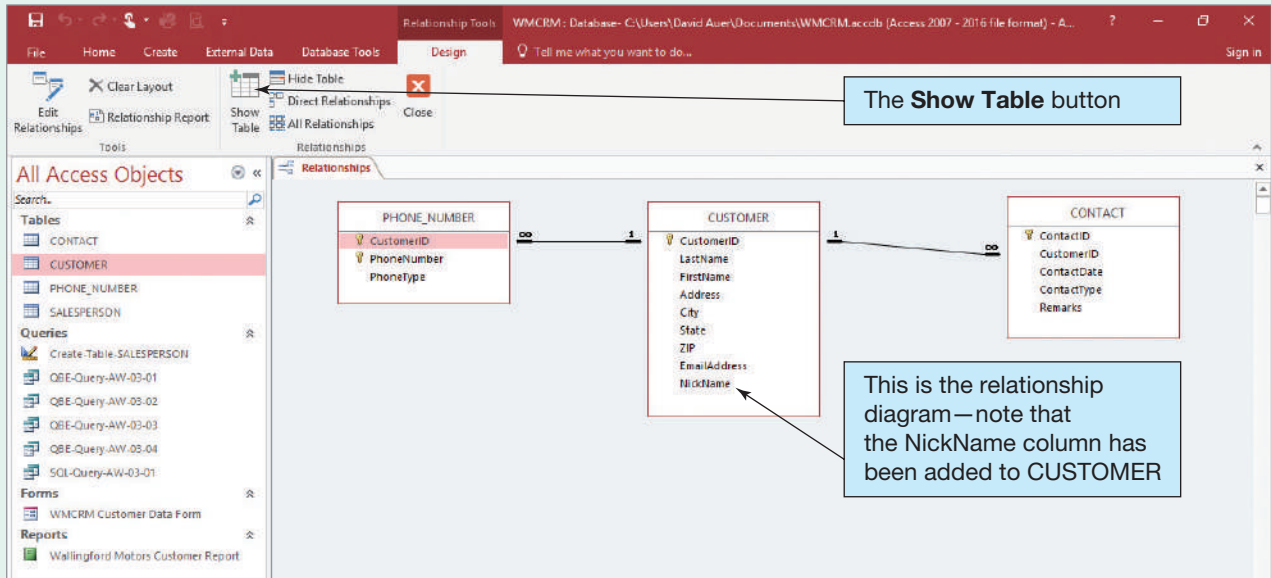 Relationship Tools
WMCRM : Database- C:\Users\David Auer\Documents\WMCRM.accdb (Access 2007 - 2016 file format) - A...
?
File
Home
Create
External Data
Database Tools
Design
Tell me what you want to do...
Sign in
Edit
Relationships
Clear Layout
Relationship Report
Tools
Show
Table
Hide Table
Direct Relationships
All Relationships
Relationships
Close
The Show Table button
All Access Objects
Search..
Tables
CONTACT
CUSTOMER
PHONE_NUMBER
SALESPERSON
Queries
Create-Table-SALESPERSON
QBE-Query-AW-03-01
QBE-Query-AW-03-02
QBE-Query-AW-03-03
QBE-Query-AW-03-04
SQL-Query-AW-03-01
Forms
WMCRM Customer Data Form
Reports
Wallingford Motors Customer Report
Relationships
PHONE_NUMBER
CustomerID
PhoneNumber
PhoneType
∞
1
CUSTOMER
CustomerID
LastName
FirstName
Address
City
State
ZIP
EmailAddress
NickName
1
∞
CONTACT
ContactID
CustomerID
ContactDate
ContactType
Remarks
This is the relationship
diagram—note that
the NickName column has
been added to CUSTOMER